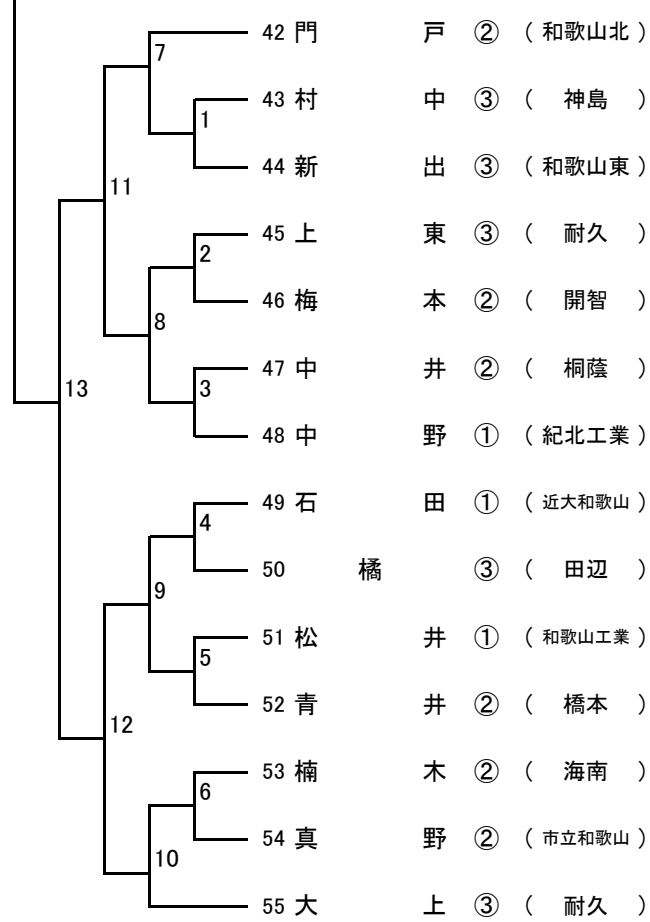 42 門 戸 ② ( 和歌山北 )
7
43 村 中 ③ ( 神島 )
1
44 新 出 ③ ( 和歌山東 )
11
45 上 東 ③ ( 耐久 )
2
46 梅 本 ② ( 開智 )
8
47 中 井 ② ( 桐蔭 )
13
3
48 中 野 ① ( 紀北工業 )
49 石 田 ① ( 近大和歌山 )
4
50 橘 ③ ( 田辺 )
9
51 松 井 ① ( 和歌山工業 )
5
52 青 井 ② ( 橋本 )
12
53 楠 木 ② ( 海南 )
6
54 真 野 ② ( 市立和歌山 )
10
55 大 上 ③ ( 耐久 )